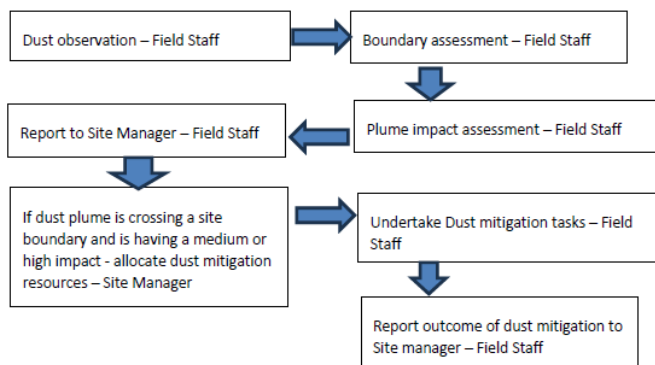 Dust observation – Field Staff
Boundary assessment – Field Staff
Plume impact assessment – Field Staff
Report to Site Manager – Field Staff
If dust plume is crossing a site
boundary and is having a medium or
high impact - allocate dust mitigation
resources – Site Manager
Undertake Dust mitigation tasks – Field
Staff
Report outcome of dust mitigation to
Site manager – Field Staff